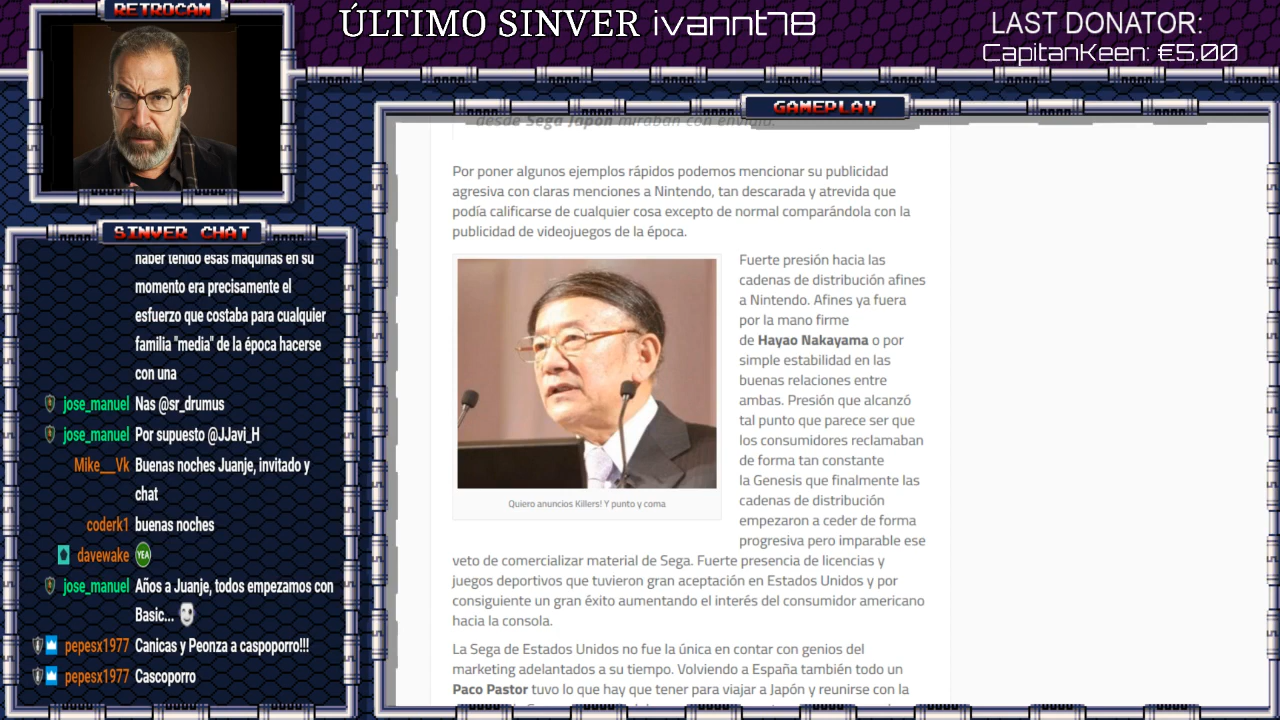 RETROCAM
ÚLTIMO SINVER ivannt78
LAST DONATOR:
CapitanKeen: €5.00
GAMEPLAY
SINVER CHAT
haber tenido esas máquinas en su
momento era precisamente el
esfuerzo que costaba para cualquier
familia "media" de la época hacerse
con una
jose_manuel Nas @sr_drumus
jose_manuel Por supuesto @JJavi_H
Mike__Vk Buenas noches Juanje, invitado y
chat
coderk1 buenas noches
davewake YEA
jose_manuel Años a Juanje, todos empezamos con
Basic...
pepesx1977 Canicas y Peonza a caspoporro!!!
pepesx1977 Cascoporro
desde Sega Japón miraban con envidia.
Por poner algunos ejemplos rápidos podemos mencionar su publicidad
agresiva con claras menciones a Nintendo, tan descarada y atrevida que
podía calificarse de cualquier cosa excepto de normal comparándola con la
publicidad de videojuegos de la época.
Quiero anuncios Killers! Y punto y coma
Fuerte presión hacia las
cadenas de distribución afines
a Nintendo. Afines ya fuera
por la mano firme
de Hayao Nakayama o por
simple estabilidad en las
buenas relaciones entre
ambas. Presión que alcanzó
tal punto que parece ser que
los consumidores reclamaban
de forma tan constante
la Genesis que finalmente las
cadenas de distribución
empezaron a ceder de forma
progresiva pero imparable ese
veto de comercializar material de Sega. Fuerte presencia de licencias y
juegos deportivos que tuvieron gran aceptación en Estados Unidos y por
consiguiente un gran éxito aumentando el interés del consumidor americano
hacia la consola.
La Sega de Estados Unidos no fue la única en contar con genios del
marketing adelantados a su tiempo. Volviendo a España también todo un
Paco Pastor tuvo lo que hay que tener para viajar a Japón y reunirse con la